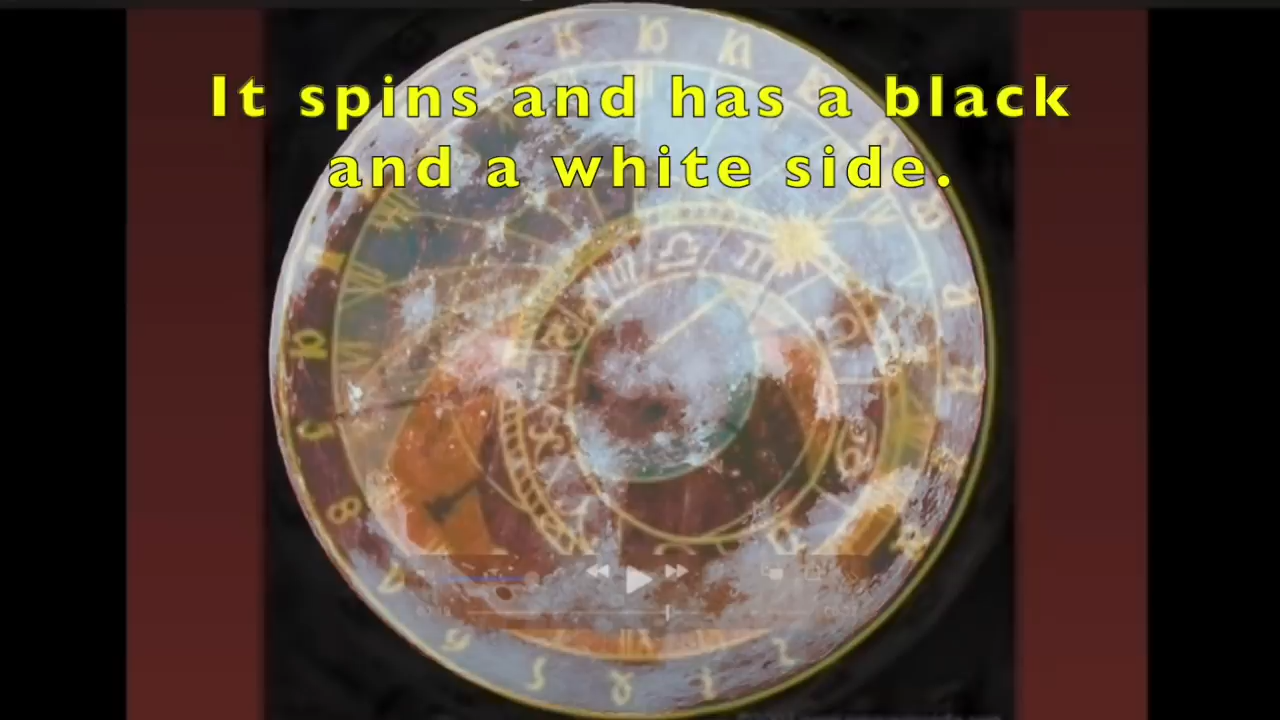 It spins and has a black
and a white side.